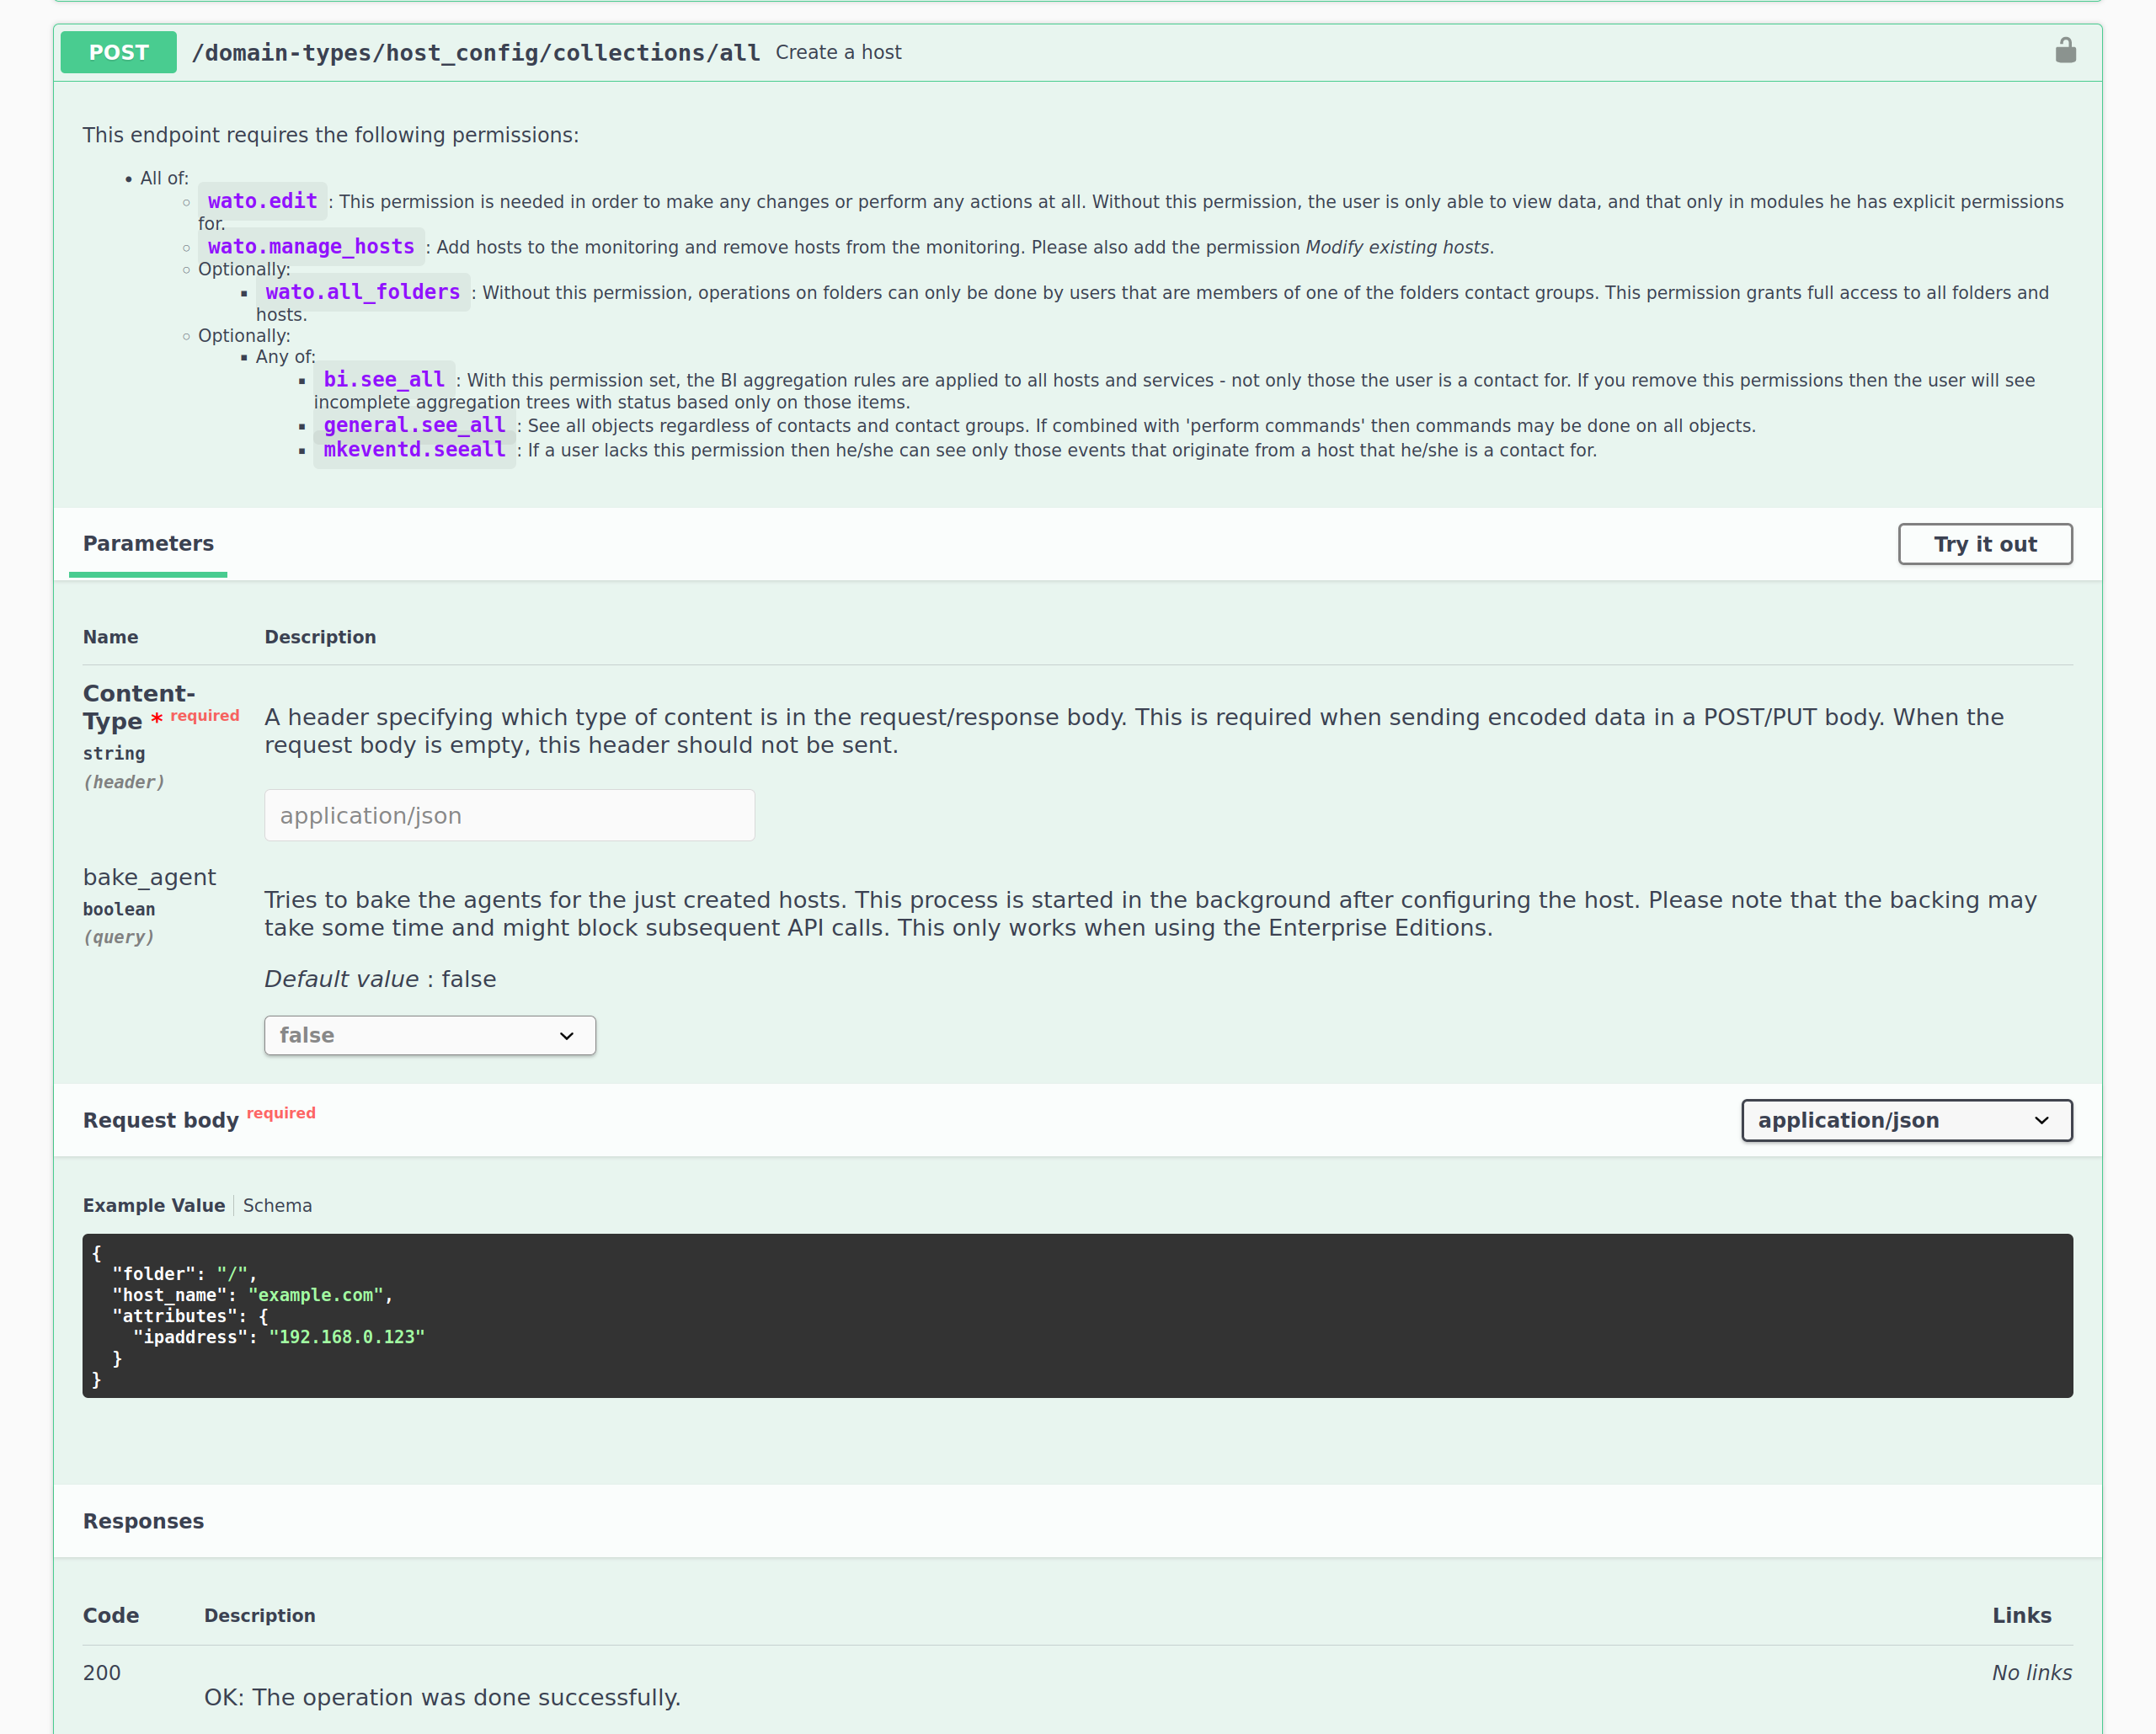 POST /domain-types/host_config/collections/all Create a host
This endpoint requires the following permissions:
• All of:
wato.edit : This permission is needed in order to make any changes or perform any actions at all. Without this permission, the user is only able to view data, and that only in modules he has explicit permissions
for.
wato.manage_hosts : Add hosts to the monitoring and remove hosts from the monitoring. Please also add the permission Modify existing hosts.
Optionally:
wato.all_folders : Without this permission, operations on folders can only be done by users that are members of one of the folders contact groups. This permission grants full access to all folders and
hosts.
Optionally:
Any of:
bi.see_all : With this permission set, the BI aggregation rules are applied to all hosts and services - not only those the user is a contact for. If you remove this permissions then the user will see
incomplete aggregation trees with status based only on those items.
general.see_all : See all objects regardless of contacts and contact groups. If combined with 'perform commands' then commands may be done on all objects.
mkeventd.seeall : If a user lacks this permission then he/she can see only those events that originate from a host that he/she is a contact for.
Parameters
Try it out
Name Description
Content-
Type * required
string
(header)
A header specifying which type of content is in the request/response body. This is required when sending encoded data in a POST/PUT body. When the
request body is empty, this header should not be sent.
application/json
bake_agent
boolean
(query)
Tries to bake the agents for the just created hosts. This process is started in the background after configuring the host. Please note that the backing may
take some time and might block subsequent API calls. This only works when using the Enterprise Editions.
Default value : false
false
Request body required
application/json
Example Value Schema
{
"folder": "/",
"host_name": "example.com",
"attributes": {
"ipaddress": "192.168.0.123"
}
}
Responses
Code Description Links
200 No links
OK: The operation was done successfully.